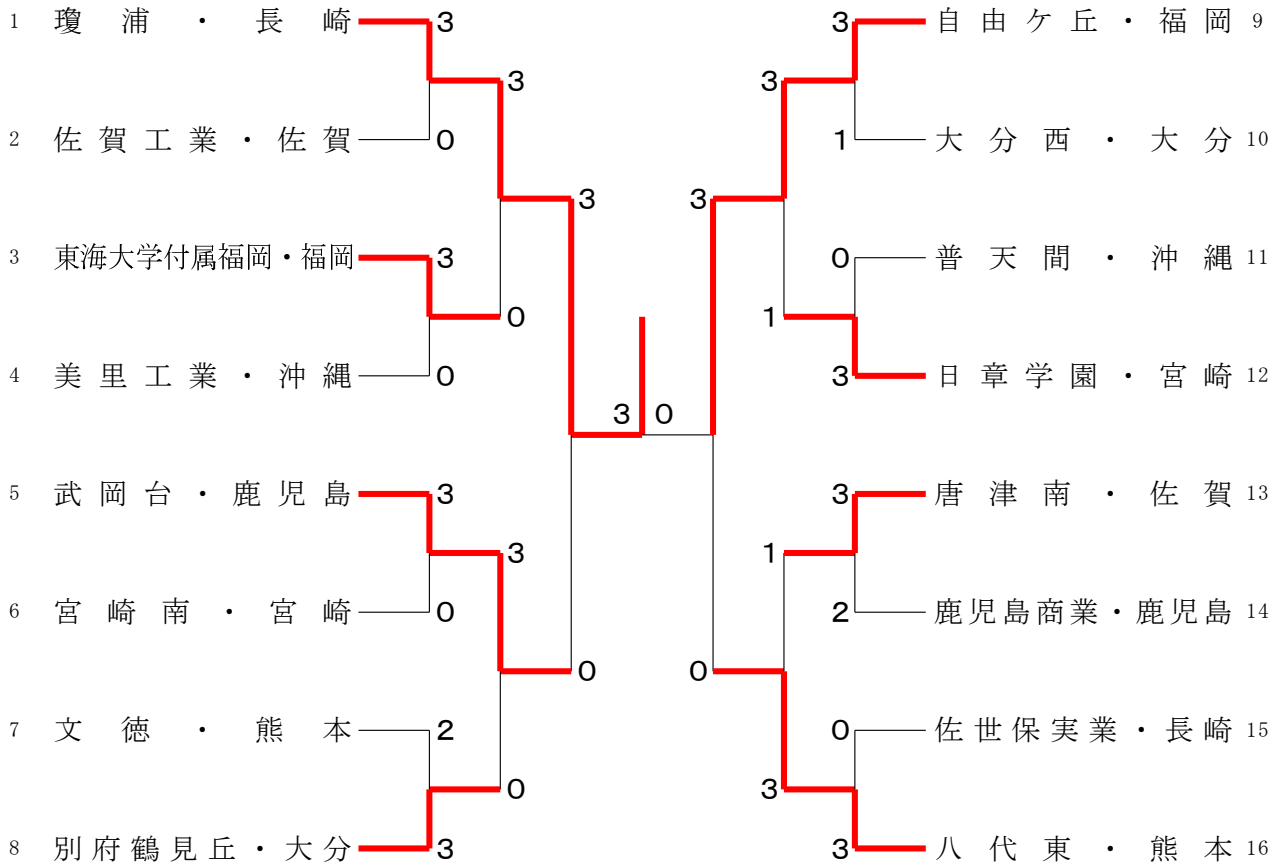 1 瓊浦・長崎 3 3 自由ケ丘・福岡 9
3 3
2 佐賀工業・佐賀 0 1 大分西・大分 10
3 3
3 東海大学付属福岡・福岡 3 0 普天間・沖縄 11
0 1
4 美里工業・沖縄 0 3 日章学園・宮崎 12
3 0
5 武岡台・鹿児島 3 3 唐津南・佐賀 13
3 1
6 宮崎南・宮崎 0 2 鹿児島商業・鹿児島 14
0 0
7 文徳・熊本 2 0 佐世保実業・長崎 15
0 3
8 別府鶴見丘・大分 3 3 八代東・熊本 16